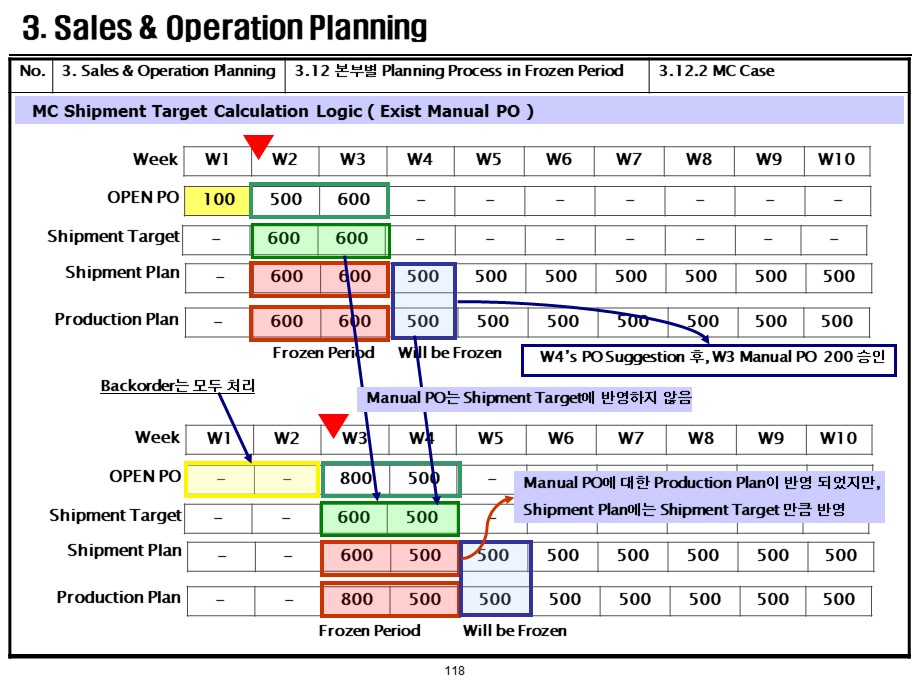 3. Sales & Operation Planning
No. 3. Sales & Operation Planning 3.12 본부별 Planning Process in Frozen Period 3.12.2 MC Case
MC Shipment Target Calculation Logic ( Exist Manual PO )
Week W1 W2 W3 W4 W5 W6 W7 W8 W9 W10
OPEN PO 100 500 600 – – – – – – –
Shipment Target – 600 600 – – – – – – –
Shipment Plan – 600 600 500 500 500 500 500 500 500
Production Plan – 600 600 500 500 500 500 500 500 500
Frozen Period Will be Frozen
W4's PO Suggestion 후, W3 Manual PO 200 승인
Backorder는 모두 처리
Manual PO는 Shipment Target에 반영하지 않음
Week W1 W2 W3 W4 W5 W6 W7 W8 W9 W10
OPEN PO – – 800 500 –
Manual PO에 대한 Production Plan이 반영 되었지만,
Shipment Plan에는 Shipment Target 만큼 반영
Shipment Target – – 600 500 –
Shipment Plan – – 600 500 500 500 500 500 500 500
Production Plan – – 800 500 500 500 500 500 500 500
Frozen Period Will be Frozen
118